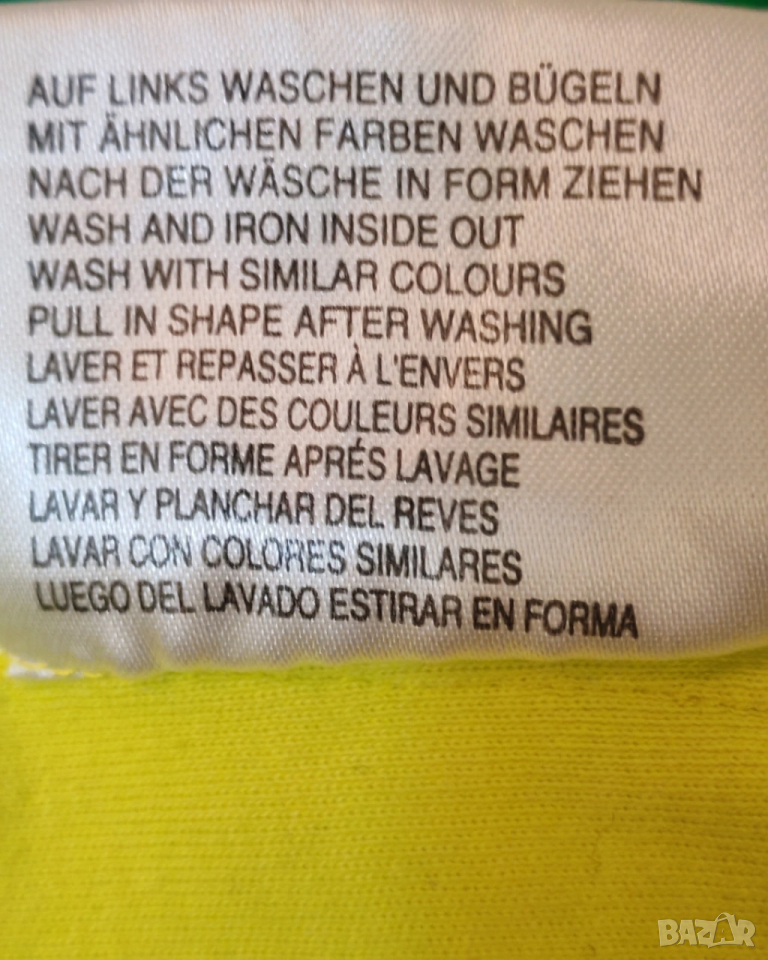 AUF LINKS WASCHEN UND BÜGELN
MIT ÄHNLICHEN FARBEN WASCHEN
NACH DER WÄSCHE IN FORM ZIEHEN
WASH AND IRON INSIDE OUT
WASH WITH SIMILAR COLOURS
PULL IN SHAPE AFTER WASHING
LAVER ET REPASSER À L'ENVERS
LAVER AVEC DES COULEURS SIMILAIRES
TIRER EN FORME APRÉS LAVAGE
LAVAR Y PLANCHAR DEL REVES
LAVAR CON COLORES SIMILARES
LUEGO DEL LAVADO ESTIRAR EN FORMA
BAZAR